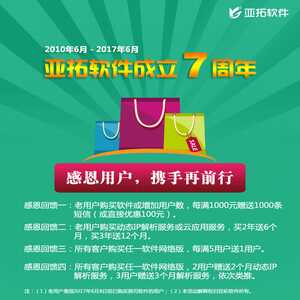 亚拓软件
2010年6月 - 2017年6月
亚拓软件成立7周年
SALE
感恩用户，携手再前行
感恩回馈一：老用户购买软件或增加用户数，每满1000元赠送1000条
短信（或直接优惠100元）。
感恩回馈二：老用户购买动态IP解析服务或云应用服务，买2年送6个
月，买3年送12个月。
感恩回馈三：所有客户购买任一软件网络版，每满5用户送1用户。
感恩回馈四：所有客户购买任一软件网络版，2用户赠送2个月动态IP
解析服务，3用户赠送3个月解析服务，依次类推。